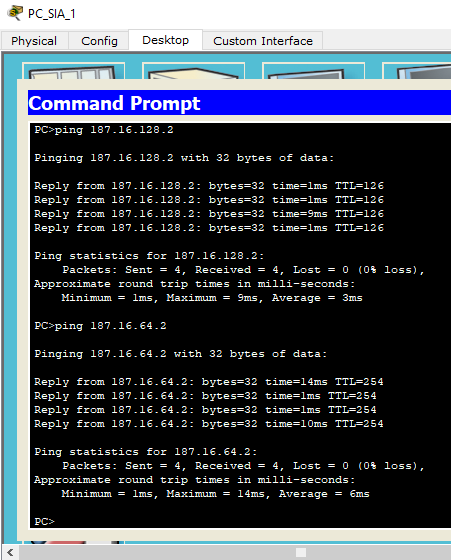 PC_SIA_1
Physical Config Desktop Custom Interface
Command Prompt
PC>ping 187.16.128.2
Pinging 187.16.128.2 with 32 bytes of data:
Reply from 187.16.128.2: bytes=32 time=1ms TTL=126
Reply from 187.16.128.2: bytes=32 time=1ms TTL=126
Reply from 187.16.128.2: bytes=32 time=9ms TTL=126
Reply from 187.16.128.2: bytes=32 time=1ms TTL=126
Ping statistics for 187.16.128.2:
Packets: Sent = 4, Received = 4, Lost = 0 (0% loss),
Approximate round trip times in milli-seconds:
Minimum = 1ms, Maximum = 9ms, Average = 3ms
PC>ping 187.16.64.2
Pinging 187.16.64.2 with 32 bytes of data:
Reply from 187.16.64.2: bytes=32 time=14ms TTL=254
Reply from 187.16.64.2: bytes=32 time=1ms TTL=254
Reply from 187.16.64.2: bytes=32 time=1ms TTL=254
Reply from 187.16.64.2: bytes=32 time=10ms TTL=254
Ping statistics for 187.16.64.2:
Packets: Sent = 4, Received = 4, Lost = 0 (0% loss),
Approximate round trip times in milli-seconds:
Minimum = 1ms, Maximum = 14ms, Average = 6ms
PC>